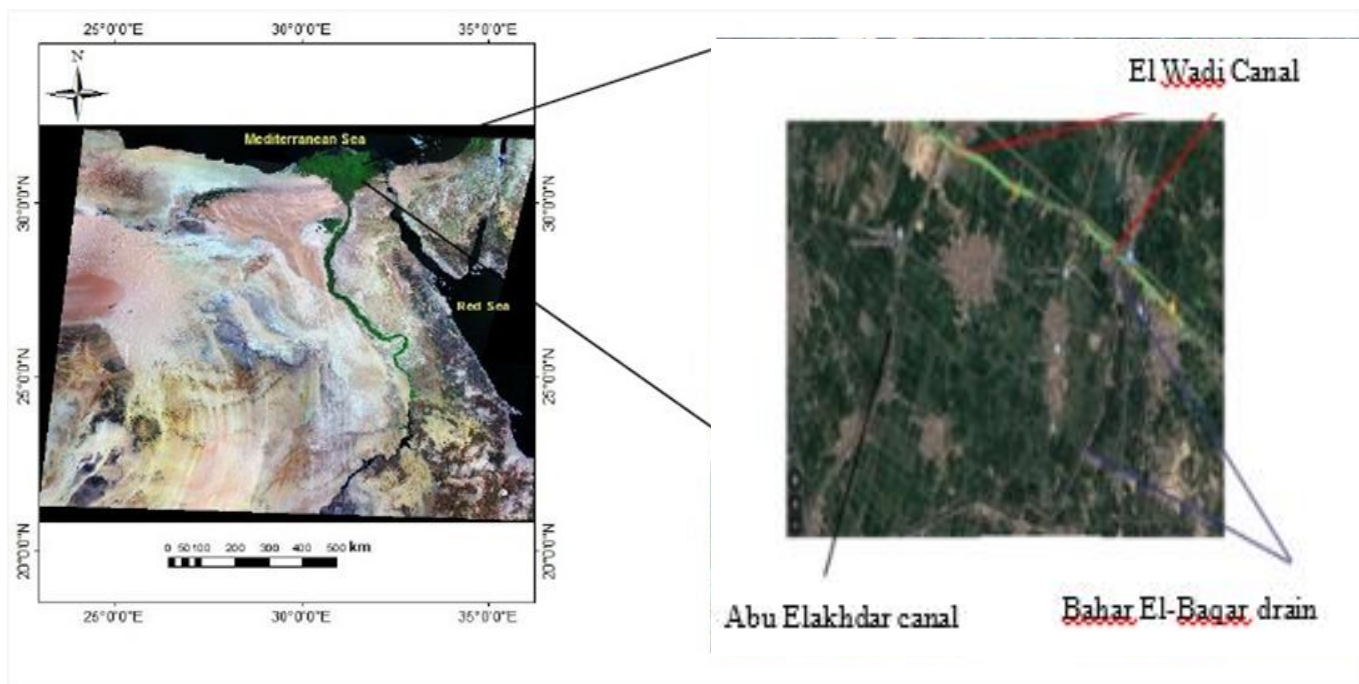 25°0'0"E 30°0'0"E 35°0'0"E
N
Mediterranean Sea
Red Sea
30°0'0"N 30°0'0"N
25°0'0"N 25°0'0"N
20°0'0"N 20°0'0"N
0 50 100 200 300 400 500 km
25°0'0"E 30°0'0"E 35°0'0"E
El Wadi Canal
Abu Elakhdar canal
Bahar El-Baqar drain